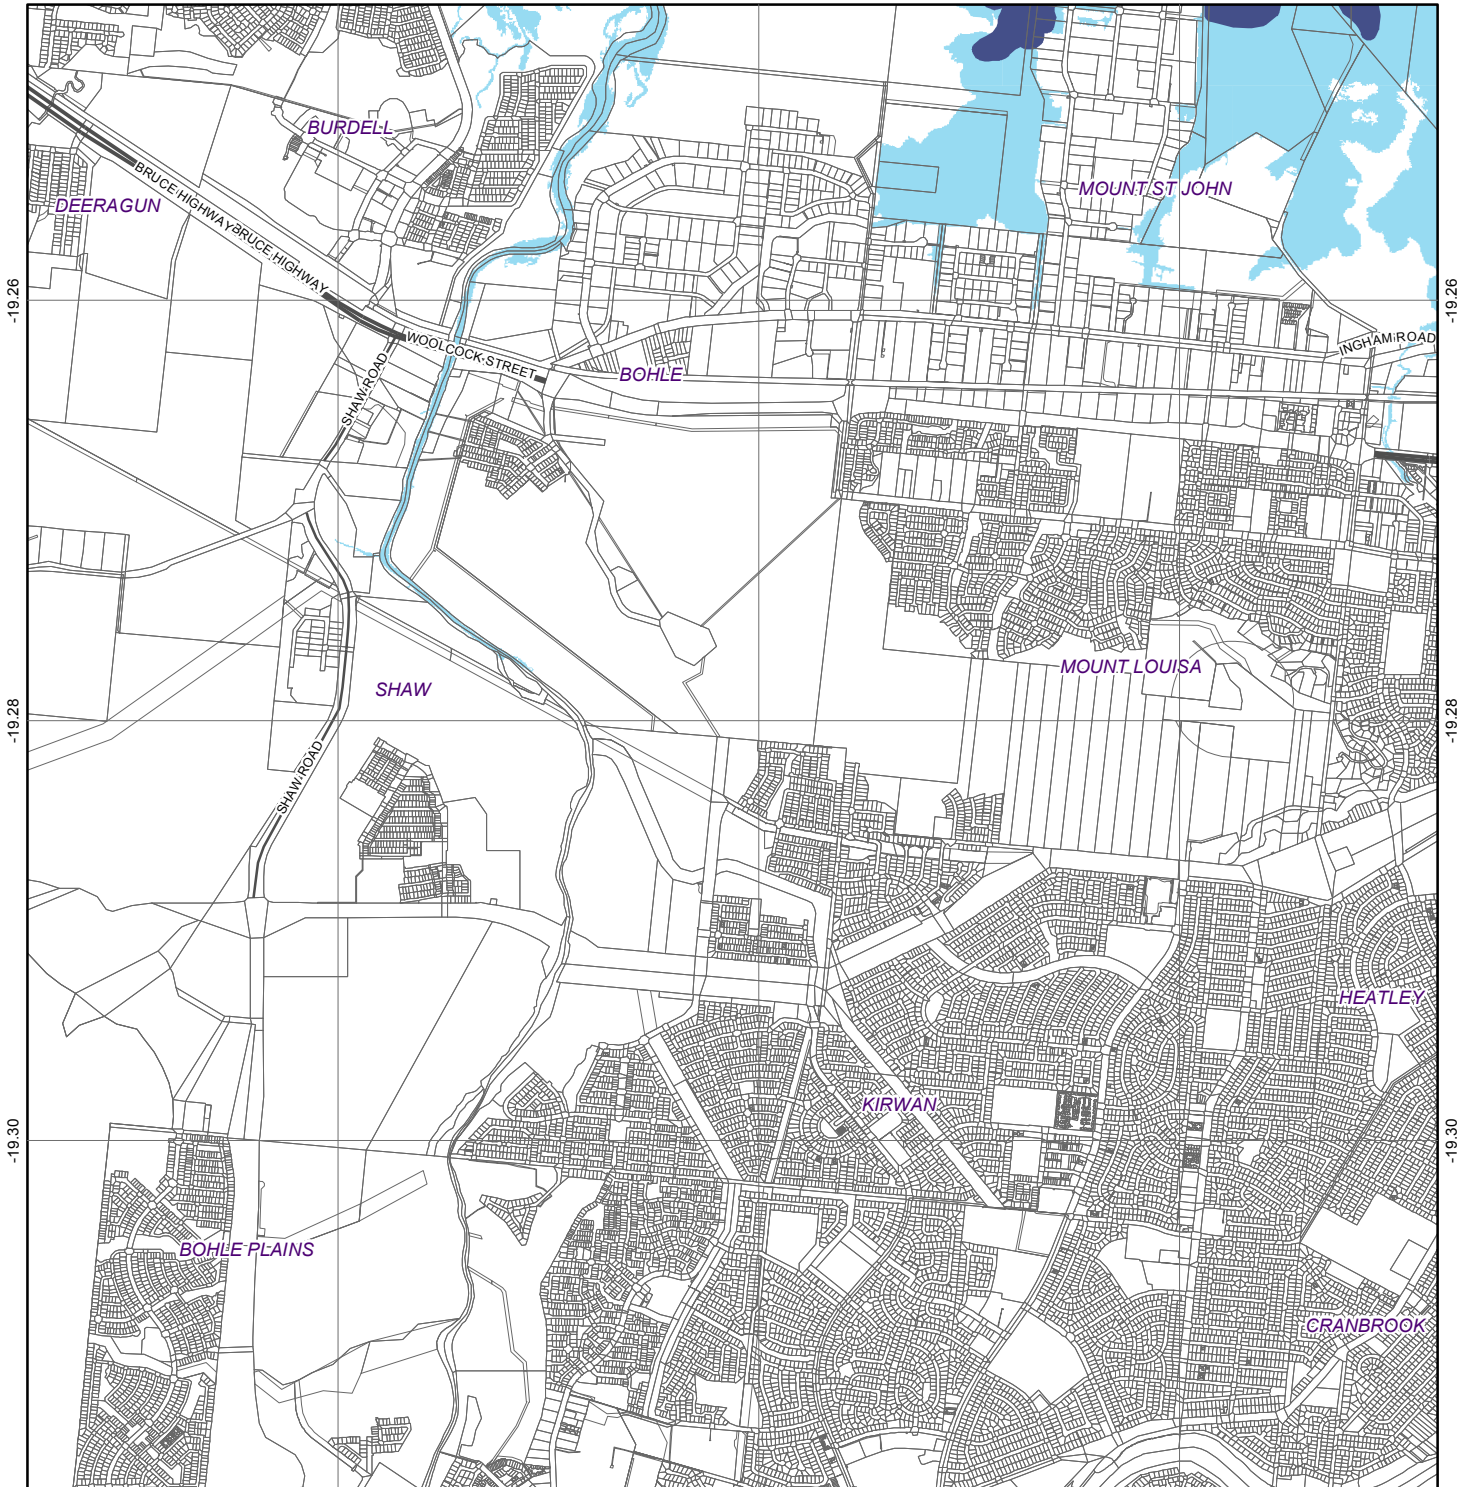 BURDELL
BRUCE HIGHWAY
MOUNT ST JOHN
DEERAGUN
BRUCE HIGHWAY
-19.26
-19.26
WOOLCOCK STREET
INGHAM ROAD
SHAW ROAD
BOHLE
MOUNT LOUISA
SHAW
-19.28
-19.28
SHAW ROAD
HEATLEY
KIRWAN
-19.30
-19.30
BOHLE PLAINS
CRANBROOK